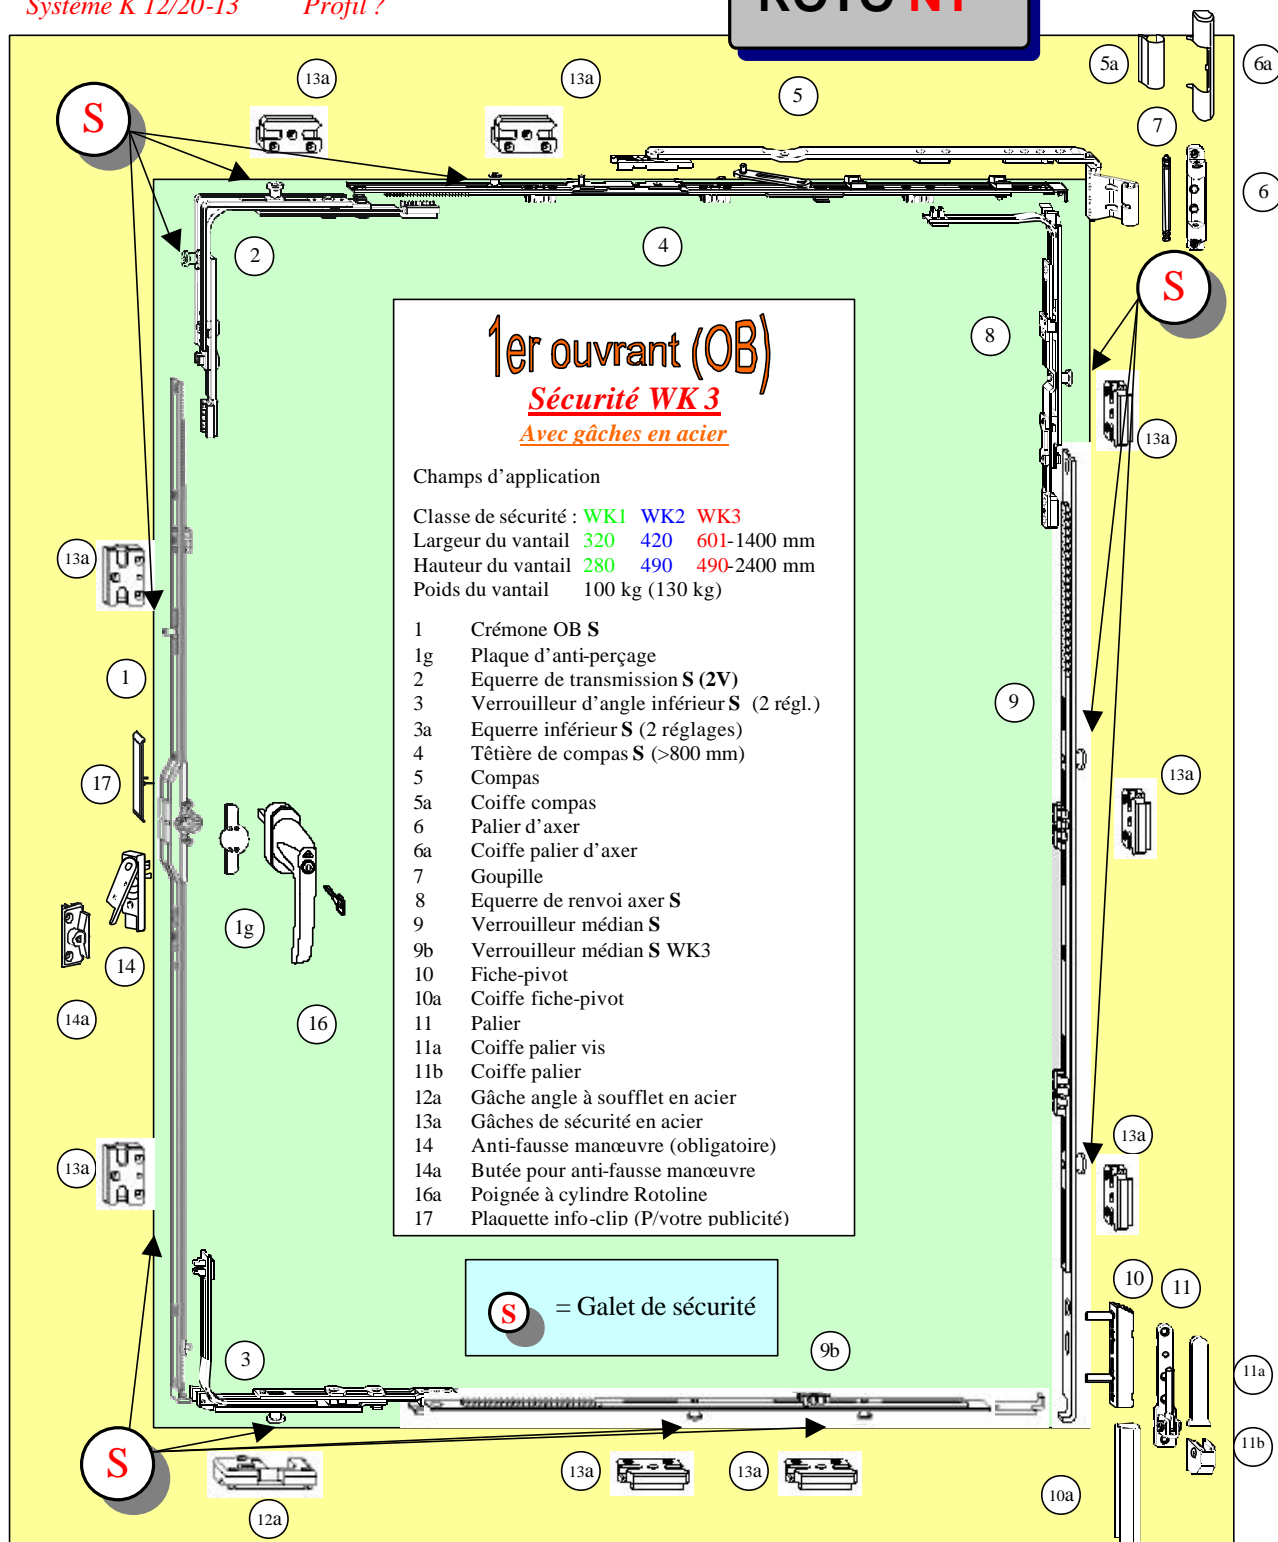 Système K 12/20-13 Profil ?
ROTO NT
13a
13a
5
5a
6a
S
7
6
2
4
S
8
1er ouvrant (OB)
Sécurité WK 3
Avec gâches en acier
13a
Champs d’application
Classe de sécurité : WK1 WK2 WK3
Largeur du vantail 320 420 601-1400 mm
Hauteur du vantail 280 490 490-2400 mm
Poids du vantail 100 kg (130 kg)
13a
1 Crémone OB S
1g Plaque d’anti-perçage
2 Equerre de transmission S (2V)
3 Verrouilleur d’angle inférieur S (2 régl.)
3a Equerre inférieur S (2 réglages)
4 Têtière de compas S (>800 mm)
5 Compas
5a Coiffe compas
6 Palier d’axer
6a Coiffe palier d’axer
7 Goupille
8 Equerre de renvoi axer S
9 Verrouilleur médian S
9b Verrouilleur médian S WK3
10 Fiche-pivot
10a Coiffe fiche-pivot
11 Palier
11a Coiffe palier vis
11b Coiffe palier
12a Gâche angle à soufflet en acier
13a Gâches de sécurité en acier
14 Anti-fausse manœuvre (obligatoire)
14a Butée pour anti-fausse manœuvre
16a Poignée à cylindre Rotoline
17 Plaquette info-clip (P/votre publicité)
1
9
17
13a
1g
14
14a
16
13a
13a
10
11
S = Galet de sécurité
3
9b
11a
11b
S
13a
13a
10a
12a